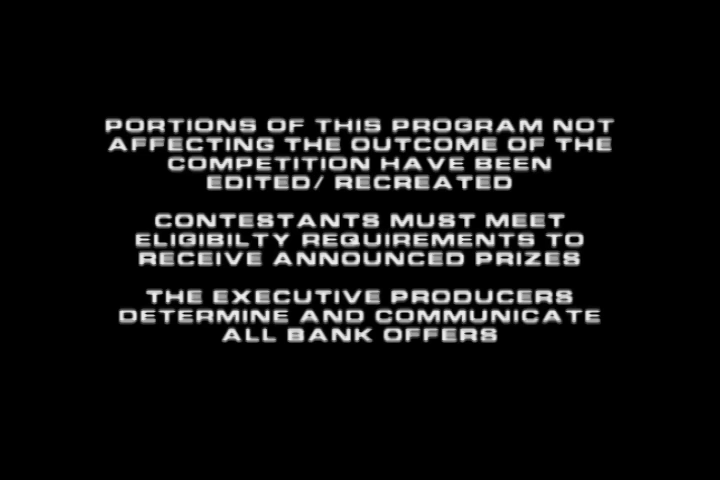 PORTIONS OF THIS PROGRAM NOT
AFFECTING THE OUTCOME OF THE
COMPETITION HAVE BEEN
EDITED/ RECREATED
CONTESTANTS MUST MEET
ELIGIBILTY REQUIREMENTS TO
RECEIVE ANNOUNCED PRIZES
THE EXECUTIVE PRODUCERS
DETERMINE AND COMMUNICATE
ALL BANK OFFERS